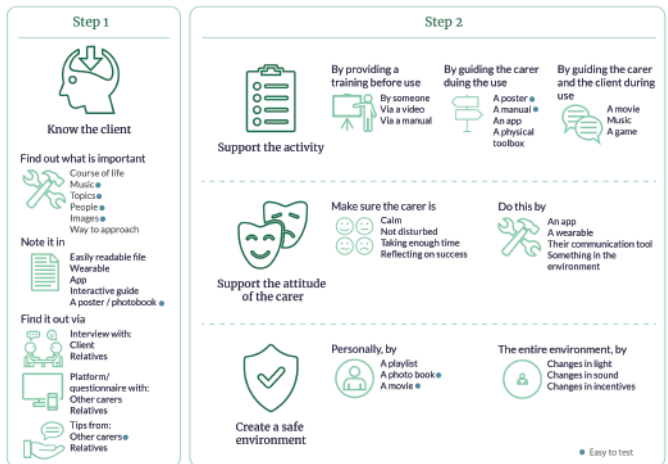 Step 1
Know the client
Find out what is important
Course of life
Music
Topics
People
Images
Way to approach
Note it in
Easily readable file
Wearable
App
Interactive guide
A poster / photobook
Find it out via
Interview with:
Client
Relatives
Platform/
questionnaire with:
Other carers
Relatives
Tips from:
Other carers
Relatives
Step 2
Support the activity
By providing a
training before use
By someone
Via a video
Via a manual
By guiding the carer
duing the use
A poster
A manual
An app
A physical
toolbox
By guiding the carer
and the client during
use
A movie
Music
A game
Support the attitude
of the carer
Make sure the carer is
Calm
Not disturbed
Taking enough time
Reflecting on success
Do this by
An app
A wearable
Their communication tool
Something in the
environment
Create a safe
environment
Personally, by
A playlist
A photo book
A movie
The entire environment, by
Changes in light
Changes in sound
Changes in incentives
Easy to test